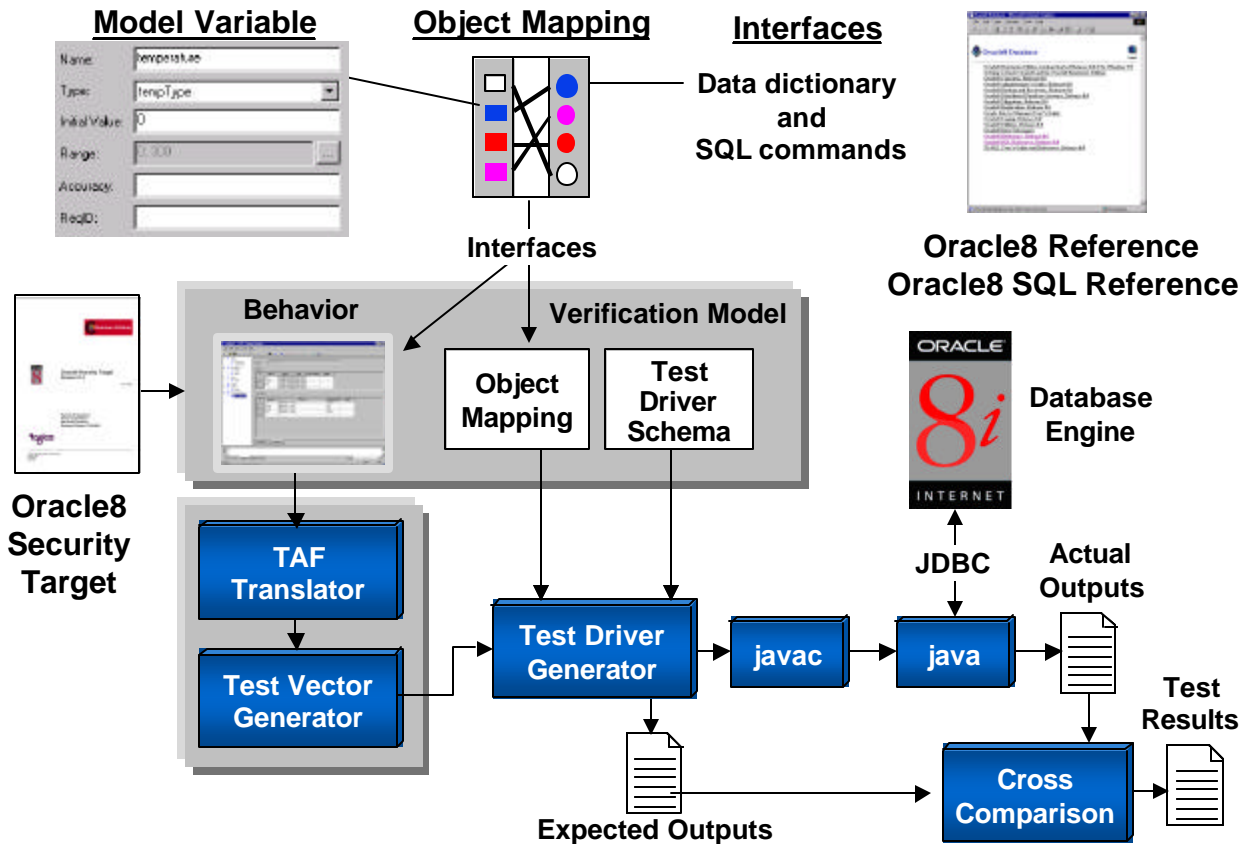 Model Variable
Object Mapping
Interfaces
Name:
temperature
Type:
tempType
Initial Value:
0
Range:
...
Accuracy:
ReqID:
Data dictionary
and
SQL commands
Oracle8 Reference
Oracle8 SQL Reference
Interfaces
Behavior
Verification Model
Object
Mapping
Test
Driver
Schema
Oracle8
Security
Target
ORACLE
8i
INTERNET
Database
Engine
TAF
Translator
Test Vector
Generator
Test Driver
Generator
javac
java
JDBC
Actual
Outputs
Test
Results
Cross
Comparison
Expected Outputs